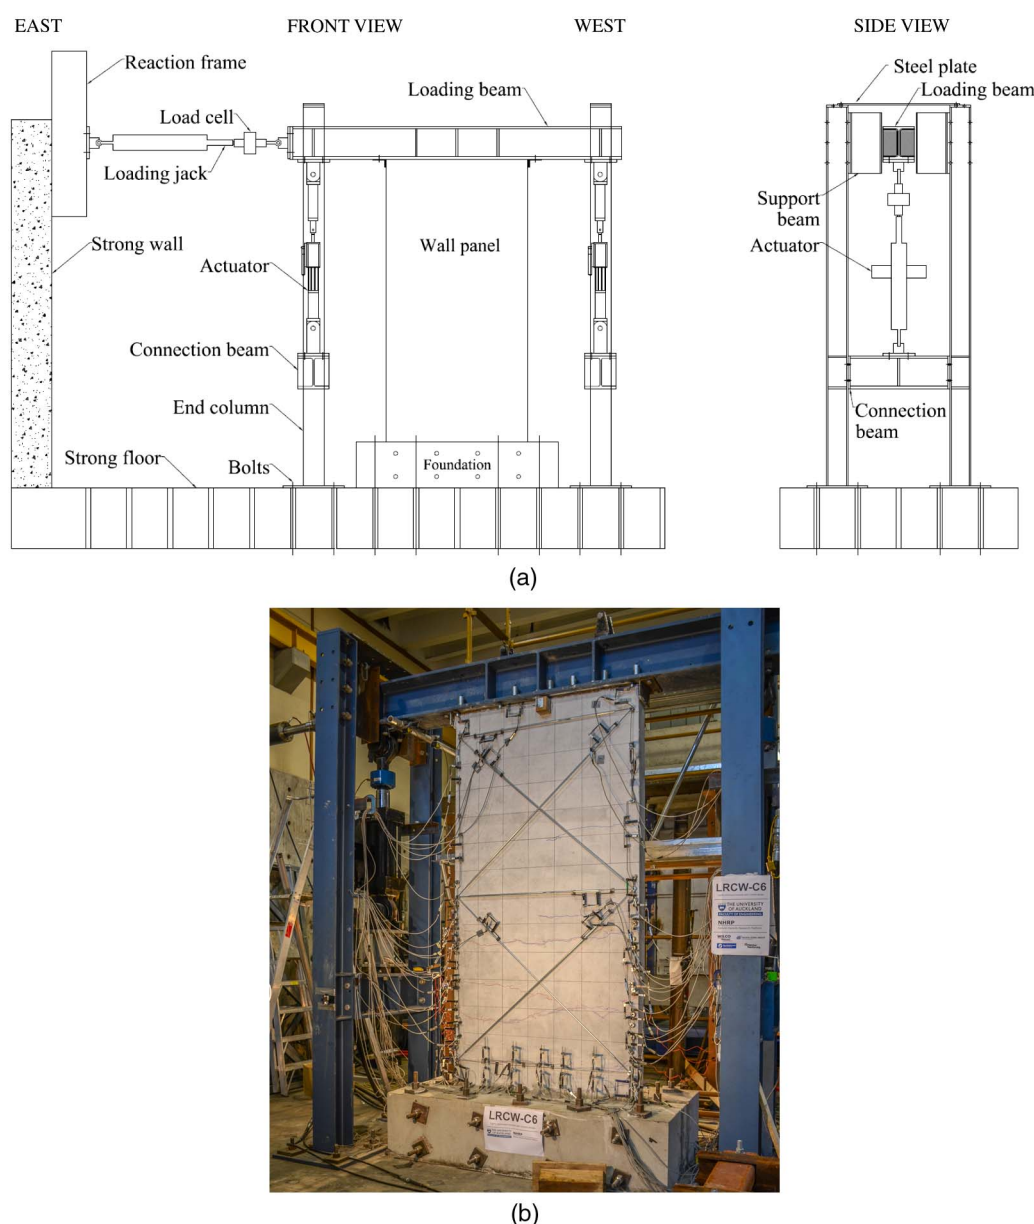 EAST
FRONT VIEW
WEST
SIDE VIEW
Reaction frame
Load cell
Loading jack
Loading beam
Strong wall
Wall panel
Actuator
Connection beam
End column
Strong floor
Bolts
Foundation
Steel plate
Loading beam
Support
beam
Actuator
Connection
beam
(a)
LRCW-C6
THE UNIVERSITY
OF AUCKLAND
NHRP
LRCW-C6
(b)